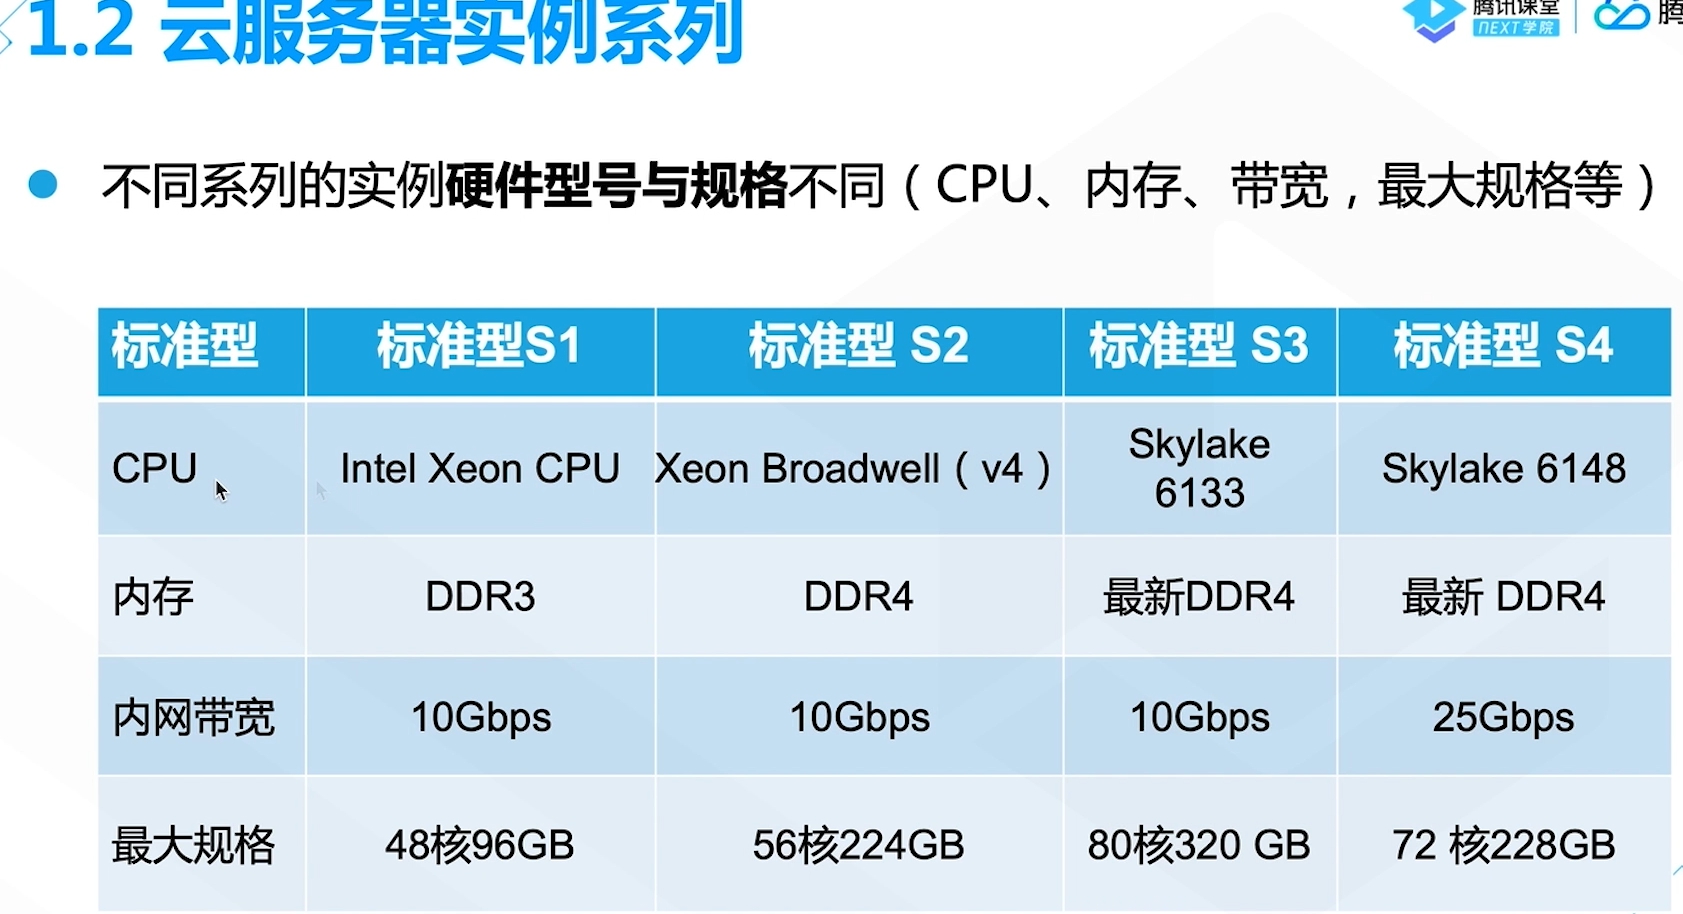 1.2 云服务器实例系列
腾讯课堂
NEXT学院
腾
不同系列的实例硬件型号与规格不同（CPU、内存、带宽，最大规格等）
标准型 标准型S1 标准型 S2 标准型 S3 标准型 S4
CPU Intel Xeon CPU Xeon Broadwell（v4） Skylake 6133 Skylake 6148
内存 DDR3 DDR4 最新DDR4 最新 DDR4
内网带宽 10Gbps 10Gbps 10Gbps 25Gbps
最大规格 48核96GB 56核224GB 80核320 GB 72 核228GB